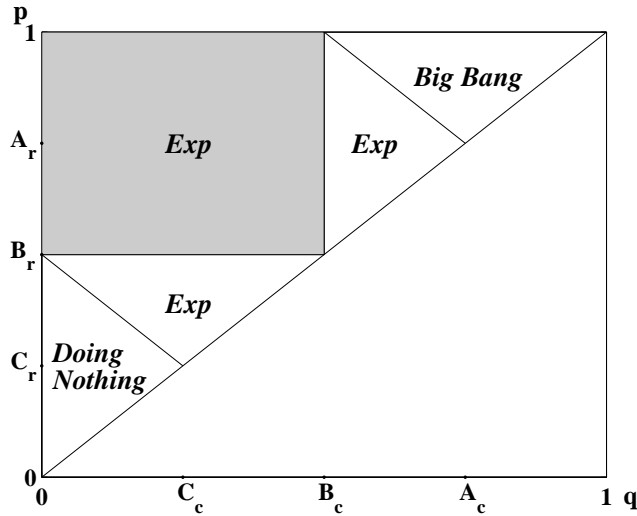 p
1
Big Bang
A_r
Exp
Exp
B_r
Exp
Doing
Nothing
C_r
0
0
C_c
B_c
A_c
1
q